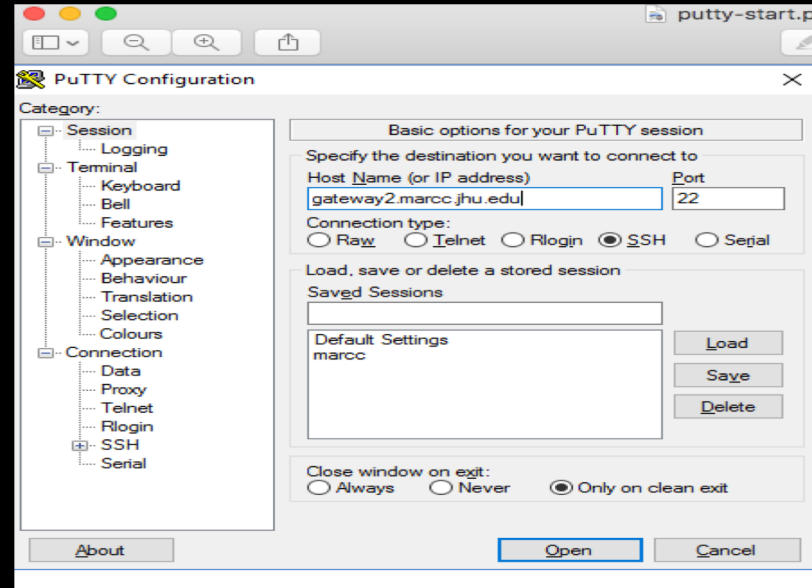 putty-start.p
PuTTY Configuration
Category:
Session
Logging
Terminal
Keyboard
Bell
Features
Window
Appearance
Behaviour
Translation
Selection
Colours
Connection
Data
Proxy
Telnet
Rlogin
SSH
Serial
Basic options for your PuTTY session
Specify the destination you want to connect to
Host Name (or IP address) Port
gateway2.marcc.jhu.edu 22
Connection type:
Raw Telnet Rlogin SSH Serial
Load, save or delete a stored session
Saved Sessions
Default Settings Load
marcc
Save
Delete
Close window on exit:
Always Never Only on clean exit
About Open Cancel